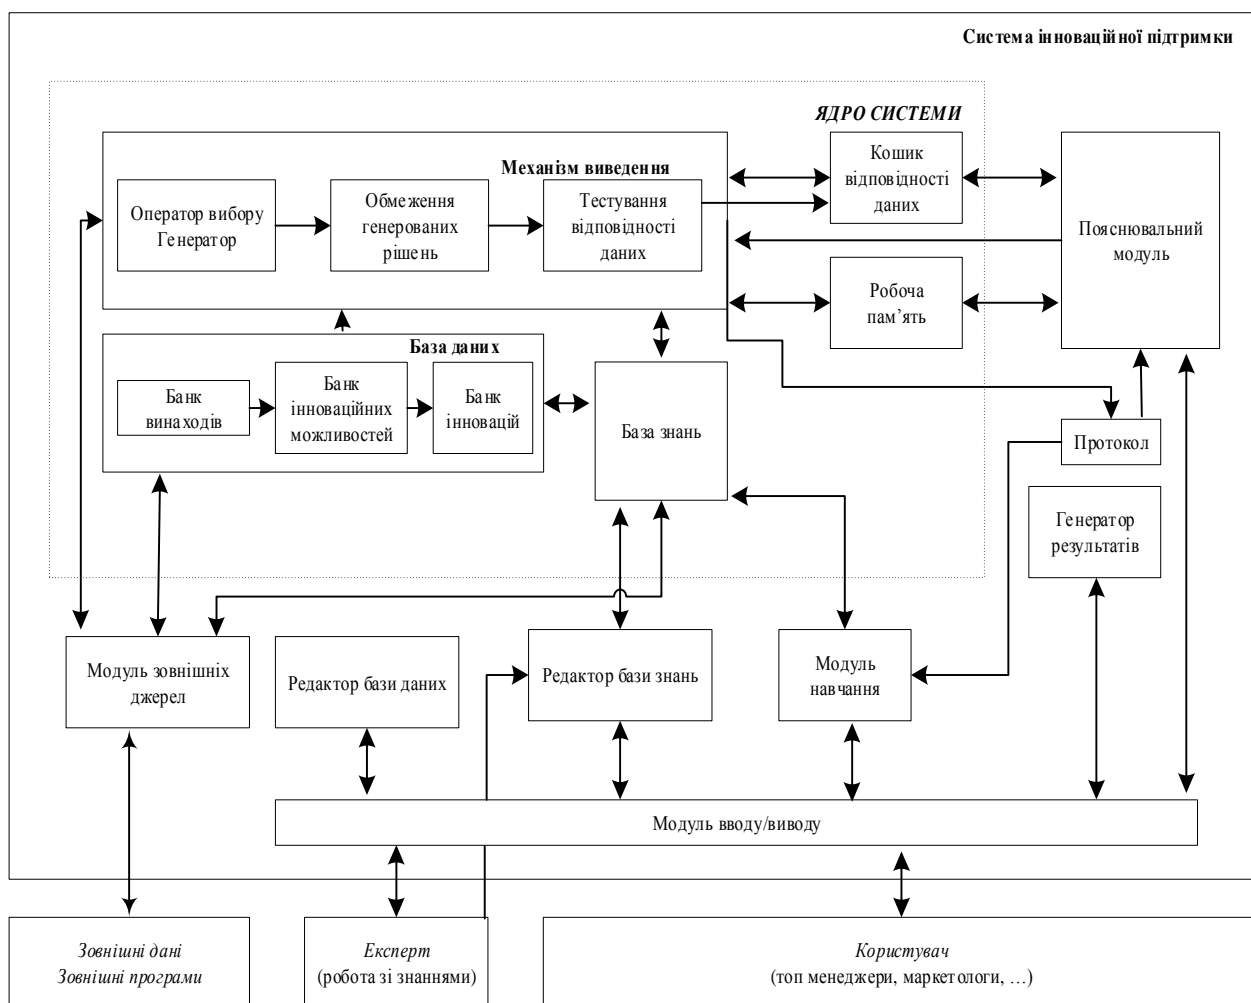 Система інноваційної підтримки
ЯДРО СИСТЕМИ
Механізм виведення
Оператор вибору
Генератор
Обмеження
генерованих
рішень
Тестування
відповідності
даних
Кошик
відповідності
даних
Пояснювальний
модуль
Робоча
пам’ять
База даних
Банк
винаходів
Банк
інноваційних
можливостей
Банк
інновацій
База знань
Протокол
Генератор
результатів
Модуль зовнішніх
джерел
Редактор бази даних
Редактор бази знань
Модуль
навчання
Модуль вводу/виводу
Зовнішні дані
Зовнішні програми
Експерт
(робота зі знаннями)
Користувач
(топ менеджери, маркетологи, …)